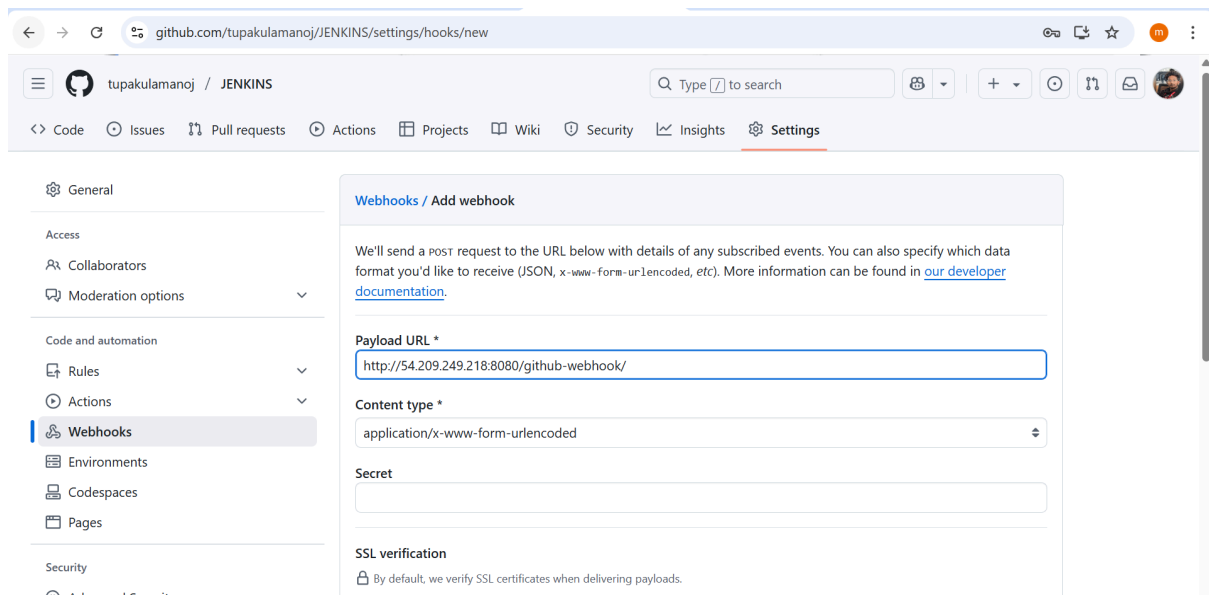 github.com/tupakulamanoj/JENKINS/settings/hooks/new
m
tupakulamanoj / JENKINS
Type / to search
Code Issues Pull requests Actions Projects Wiki Security Insights Settings
General
Access
Collaborators
Moderation options
Code and automation
Rules
Actions
Webhooks
Environments
Codespaces
Pages
Security
Webhooks / Add webhook
We'll send a POST request to the URL below with details of any subscribed events. You can also specify which data
format you'd like to receive (JSON, x-www-form-urlencoded, etc). More information can be found in our developer
documentation.
Payload URL *
http://54.209.249.218:8080/github-webhook/
Content type *
application/x-www-form-urlencoded
Secret
SSL verification
By default, we verify SSL certificates when delivering payloads.